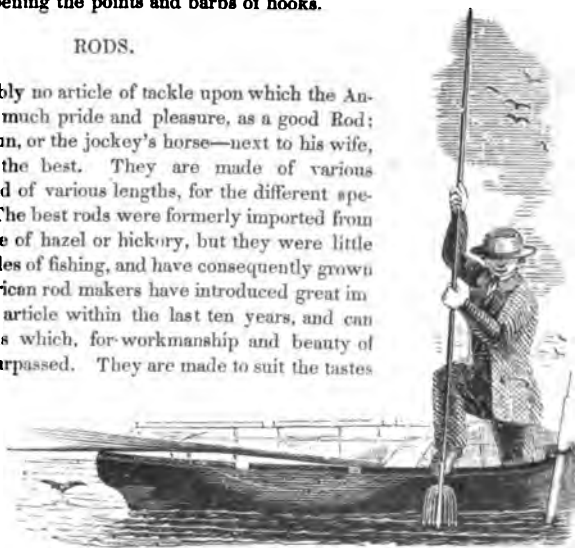 ening the points and barbs of hooks.
RODS.
bly no article of tackle upon which the An-
much pride and pleasure, as a good Rod;
un, or the jockey's horse—next to his wife,
the best. They are made of various
d of various lengths, for the different spe-
The best rods were formerly imported from
e of hazel or hickory, but they were little
les of fishing, and have consequently grown
rican rod makers have introduced great im
article within the last ten years, and can
s which, for workmanship and beauty of
rpassed. They are made to suit the tastes